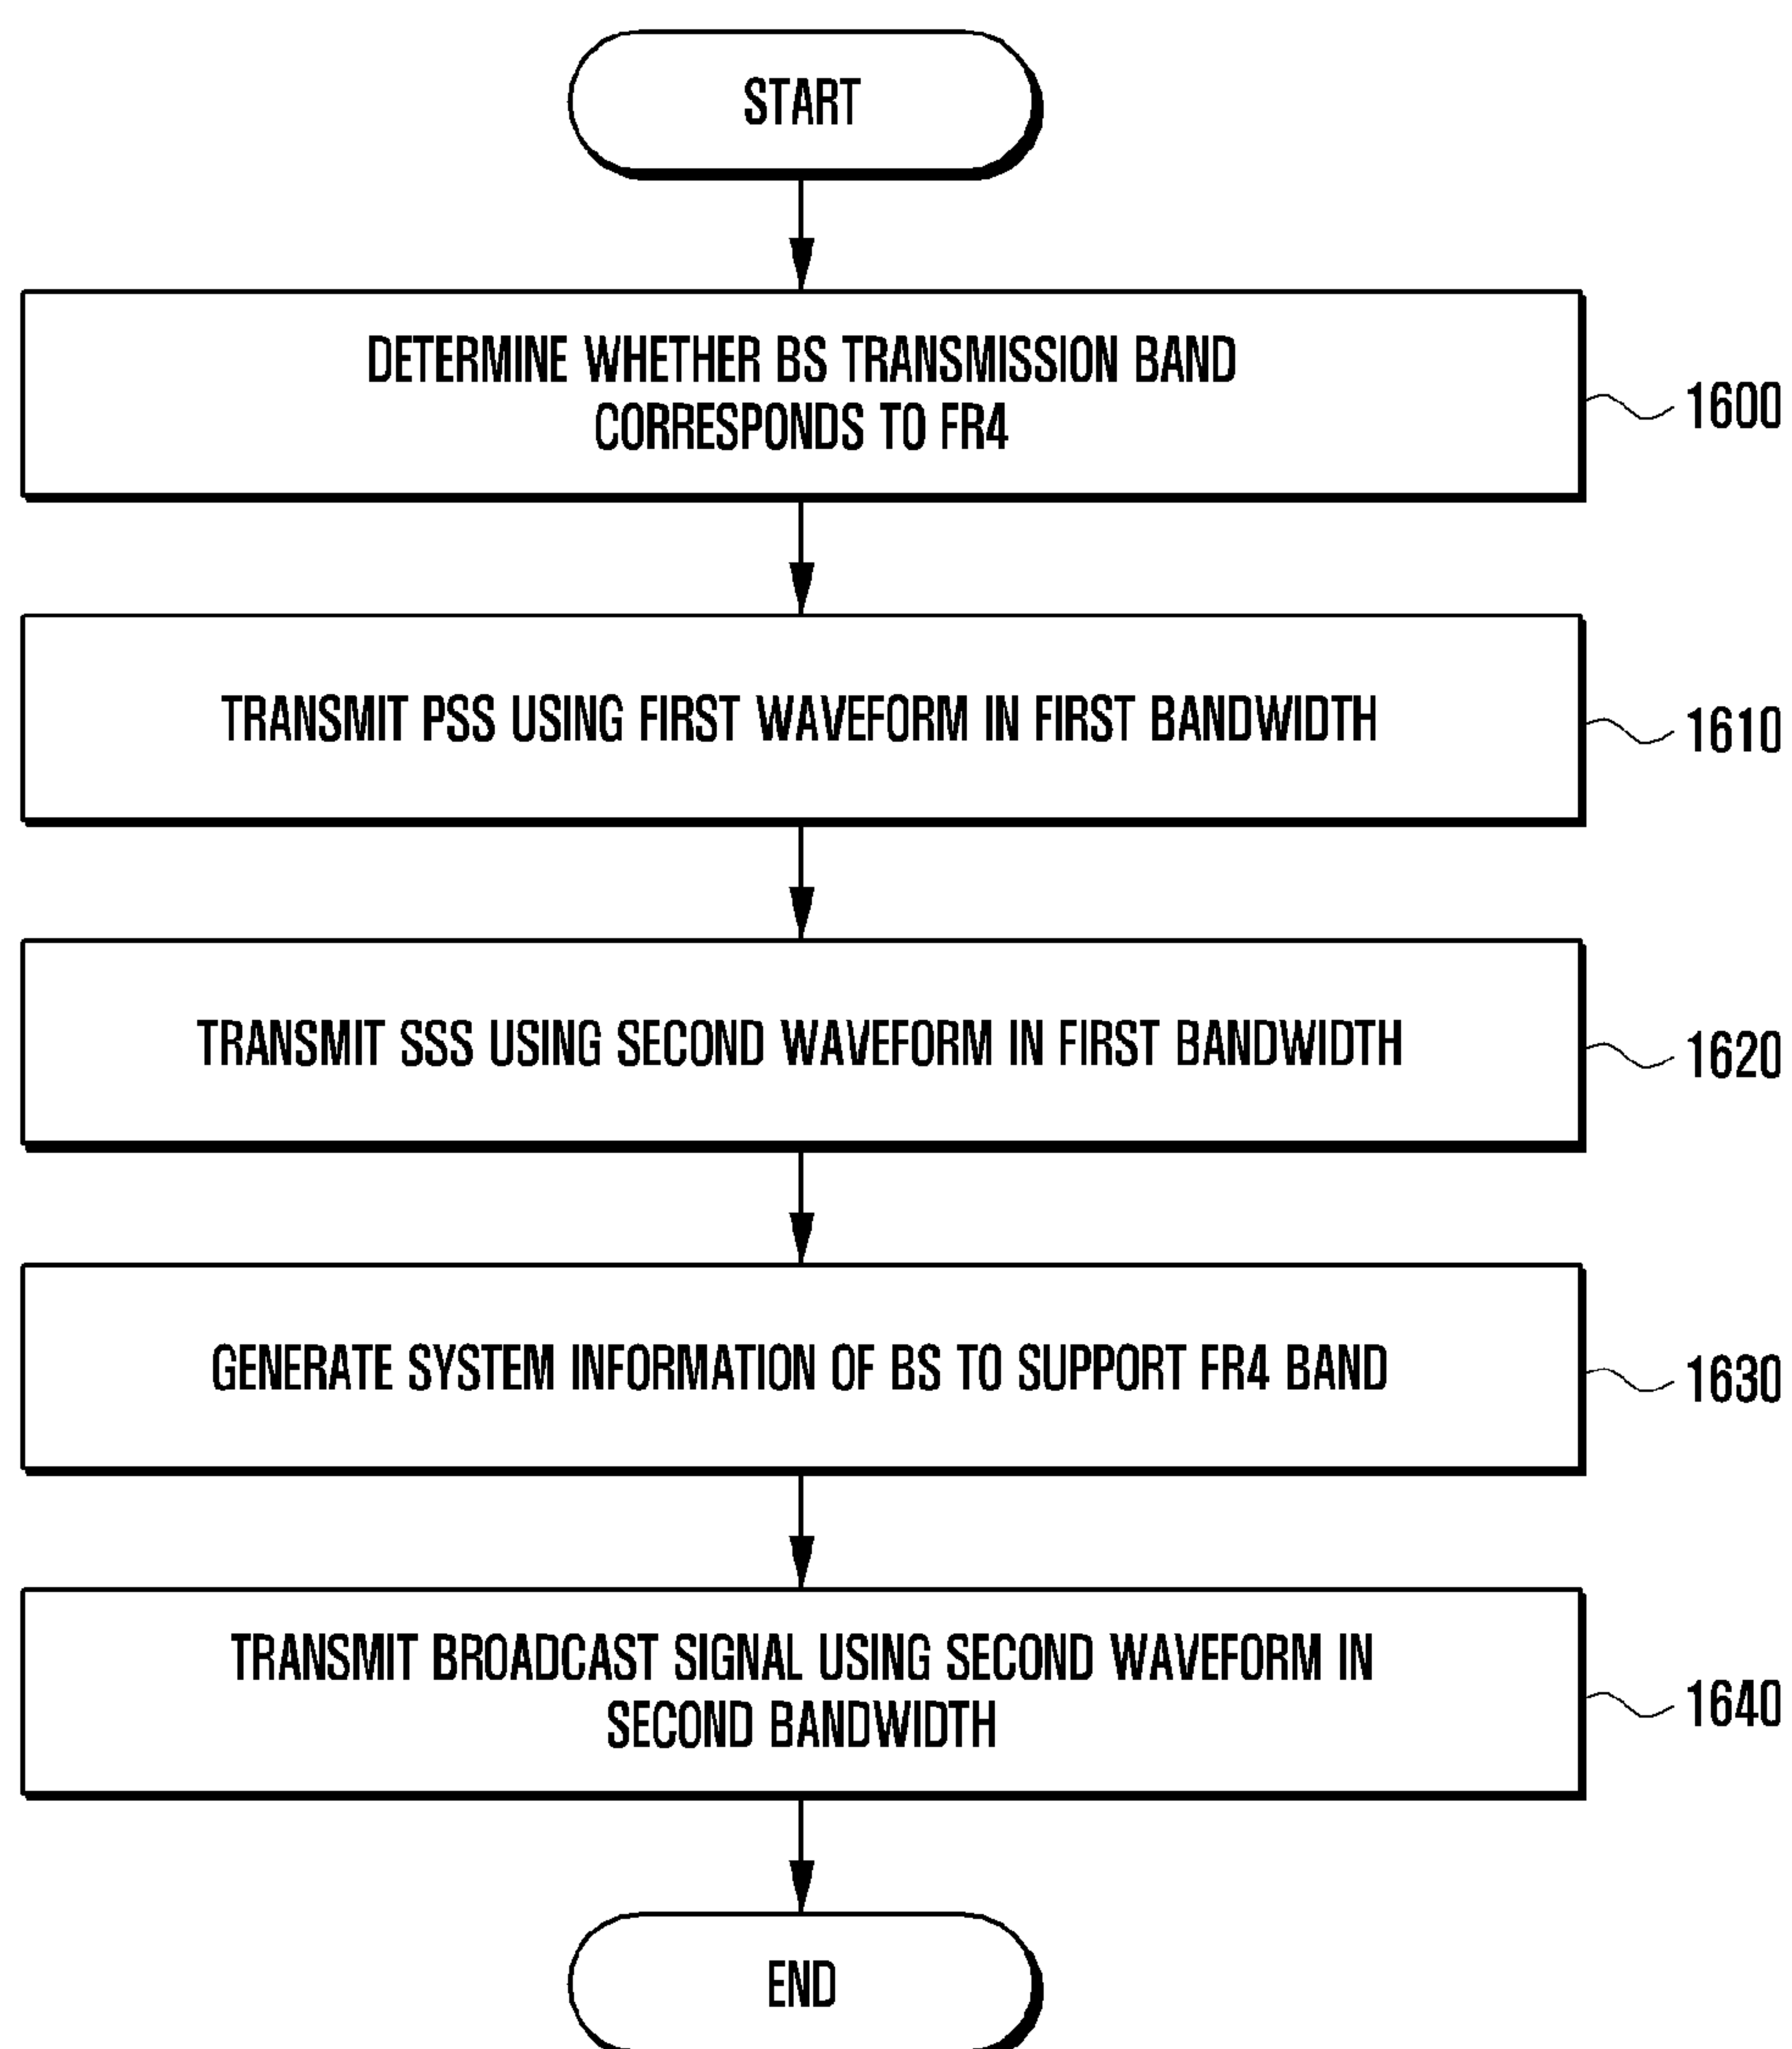 START
DETERMINE WHETHER BS TRANSMISSION BAND
CORRESPONDS TO FR4
1600
TRANSMIT PSS USING FIRST WAVEFORM IN FIRST BANDWIDTH
1610
TRANSMIT SSS USING SECOND WAVEFORM IN FIRST BANDWIDTH
1620
GENERATE SYSTEM INFORMATION OF BS TO SUPPORT FR4 BAND
1630
TRANSMIT BROADCAST SIGNAL USING SECOND WAVEFORM IN
SECOND BANDWIDTH
1640
END